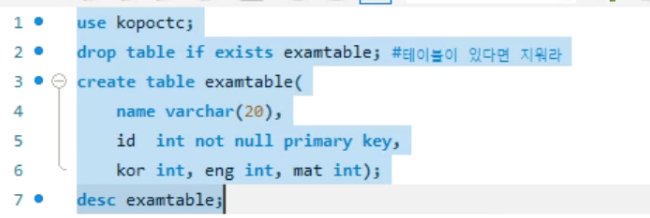 1 use kopoctc;
2 drop table if exists examtable; #테이블이 있다면 지워라
3 create table examtable(
4 name varchar(20),
5 id int not null primary key,
6 kor int, eng int, mat int);
7 desc examtable;